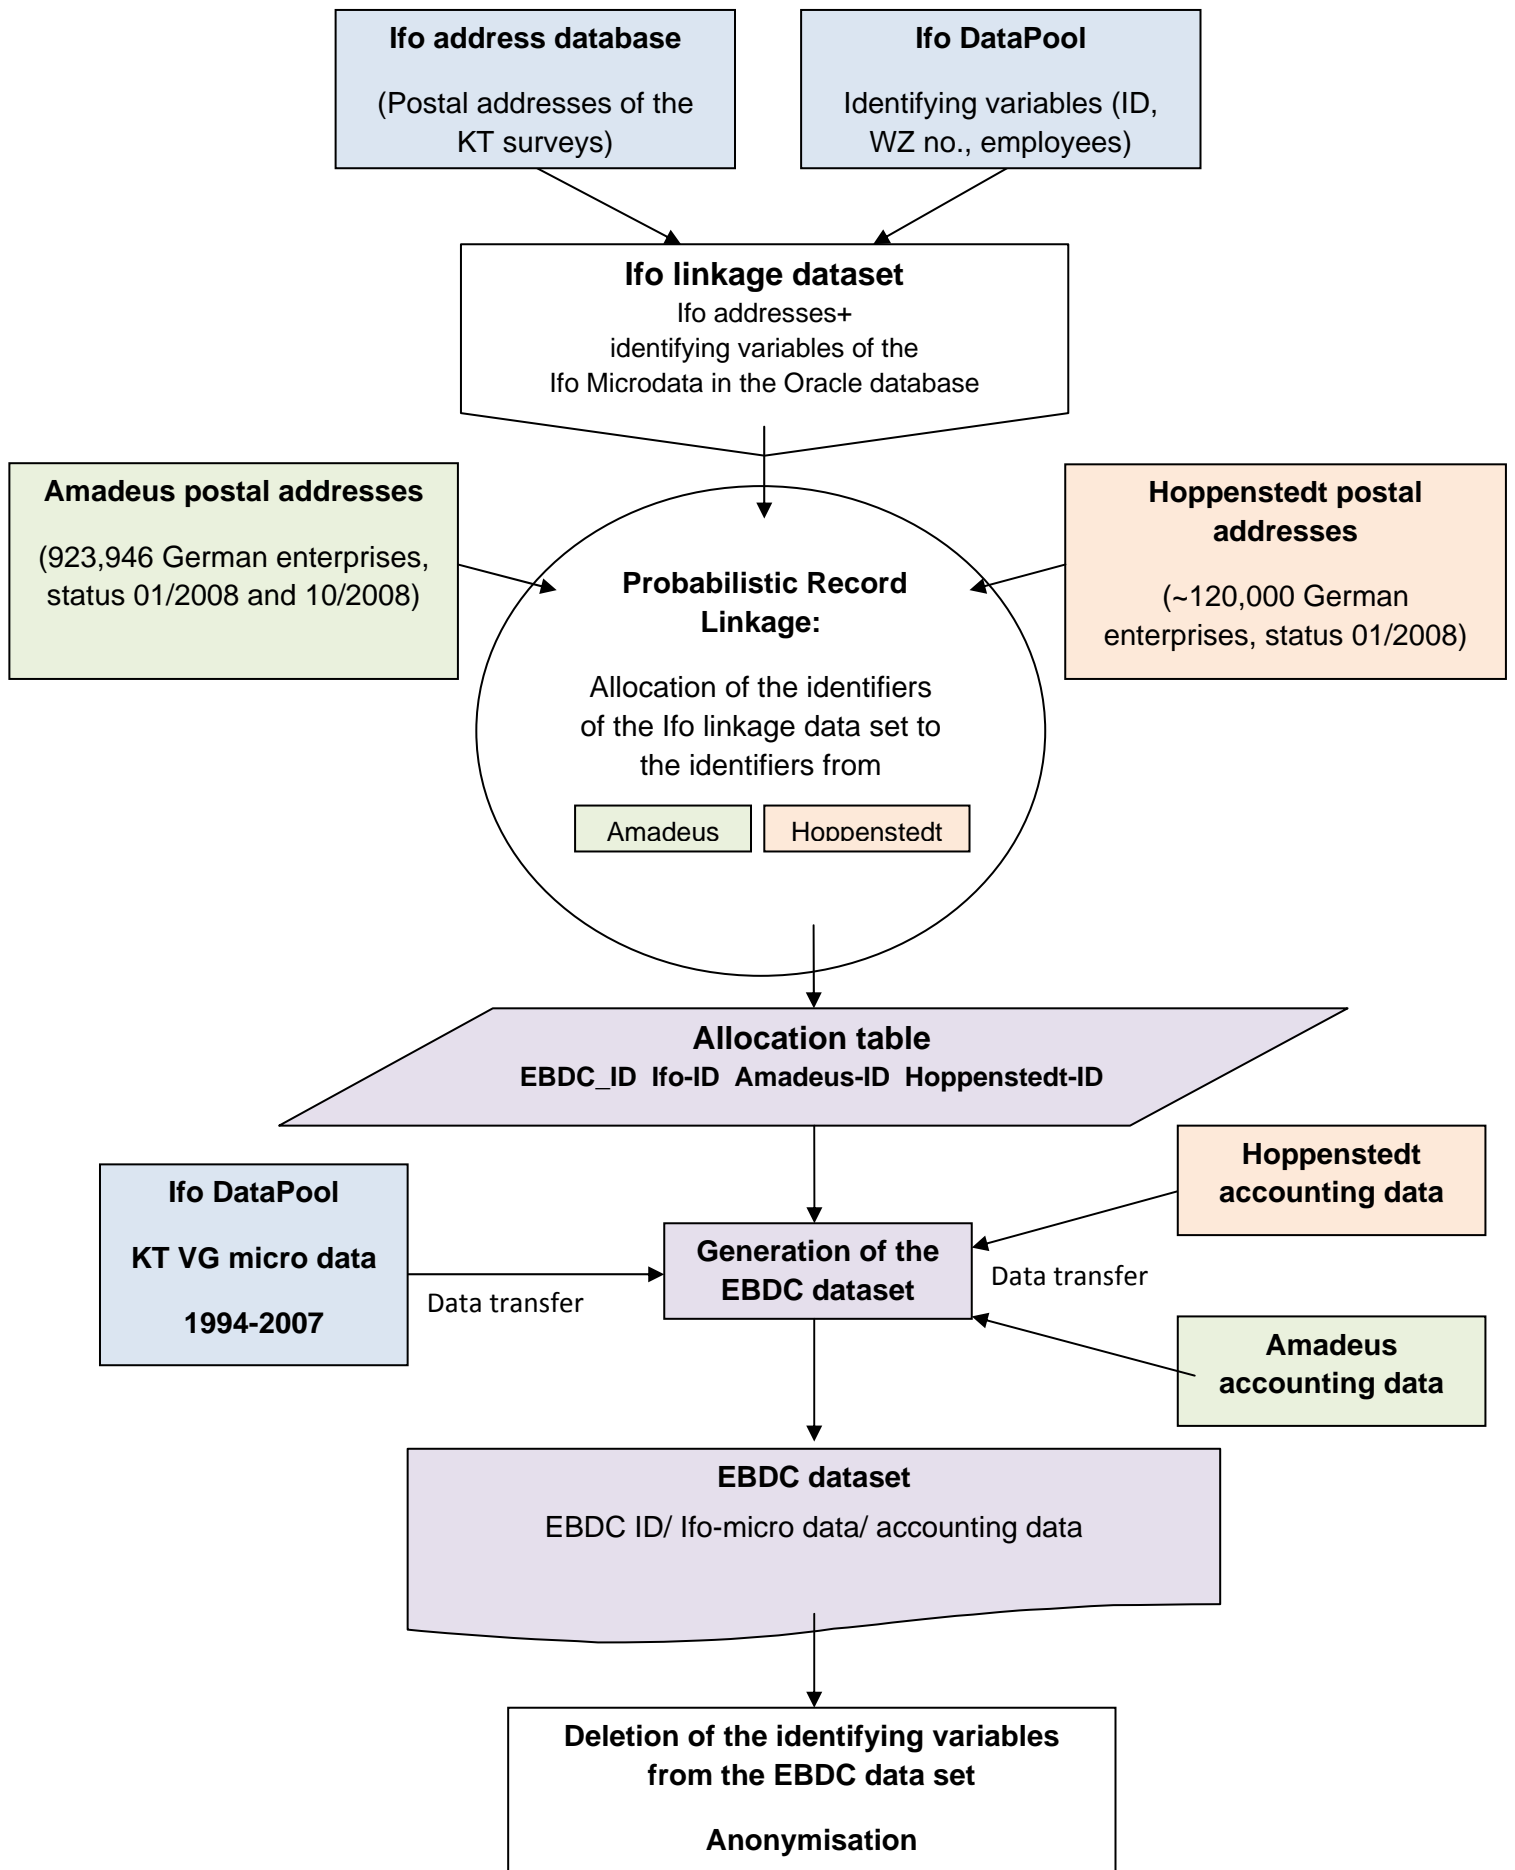 Ifo address database
(Postal addresses of the
KT surveys)
Ifo DataPool
Identifying variables (ID,
WZ no., employees)
Ifo linkage dataset
Ifo addresses+
identifying variables of the
Ifo Microdata in the Oracle database
Amadeus postal addresses
(923,946 German enterprises,
status 01/2008 and 10/2008)
Hoppenstedt postal
addresses
(~120,000 German
enterprises, status 01/2008)
Probabilistic Record
Linkage:
Allocation of the identifiers
of the Ifo linkage data set to
the identifiers from
Amadeus
Hoppenstedt
Allocation table
EBDC_ID Ifo-ID Amadeus-ID Hoppenstedt-ID
Ifo DataPool
KT VG micro data
1994-2007
Data transfer
Generation of the
EBDC dataset
Hoppenstedt
accounting data
Data transfer
Amadeus
accounting data
EBDC dataset
EBDC ID/ Ifo-micro data/ accounting data
Deletion of the identifying variables
from the EBDC data set
Anonymisation